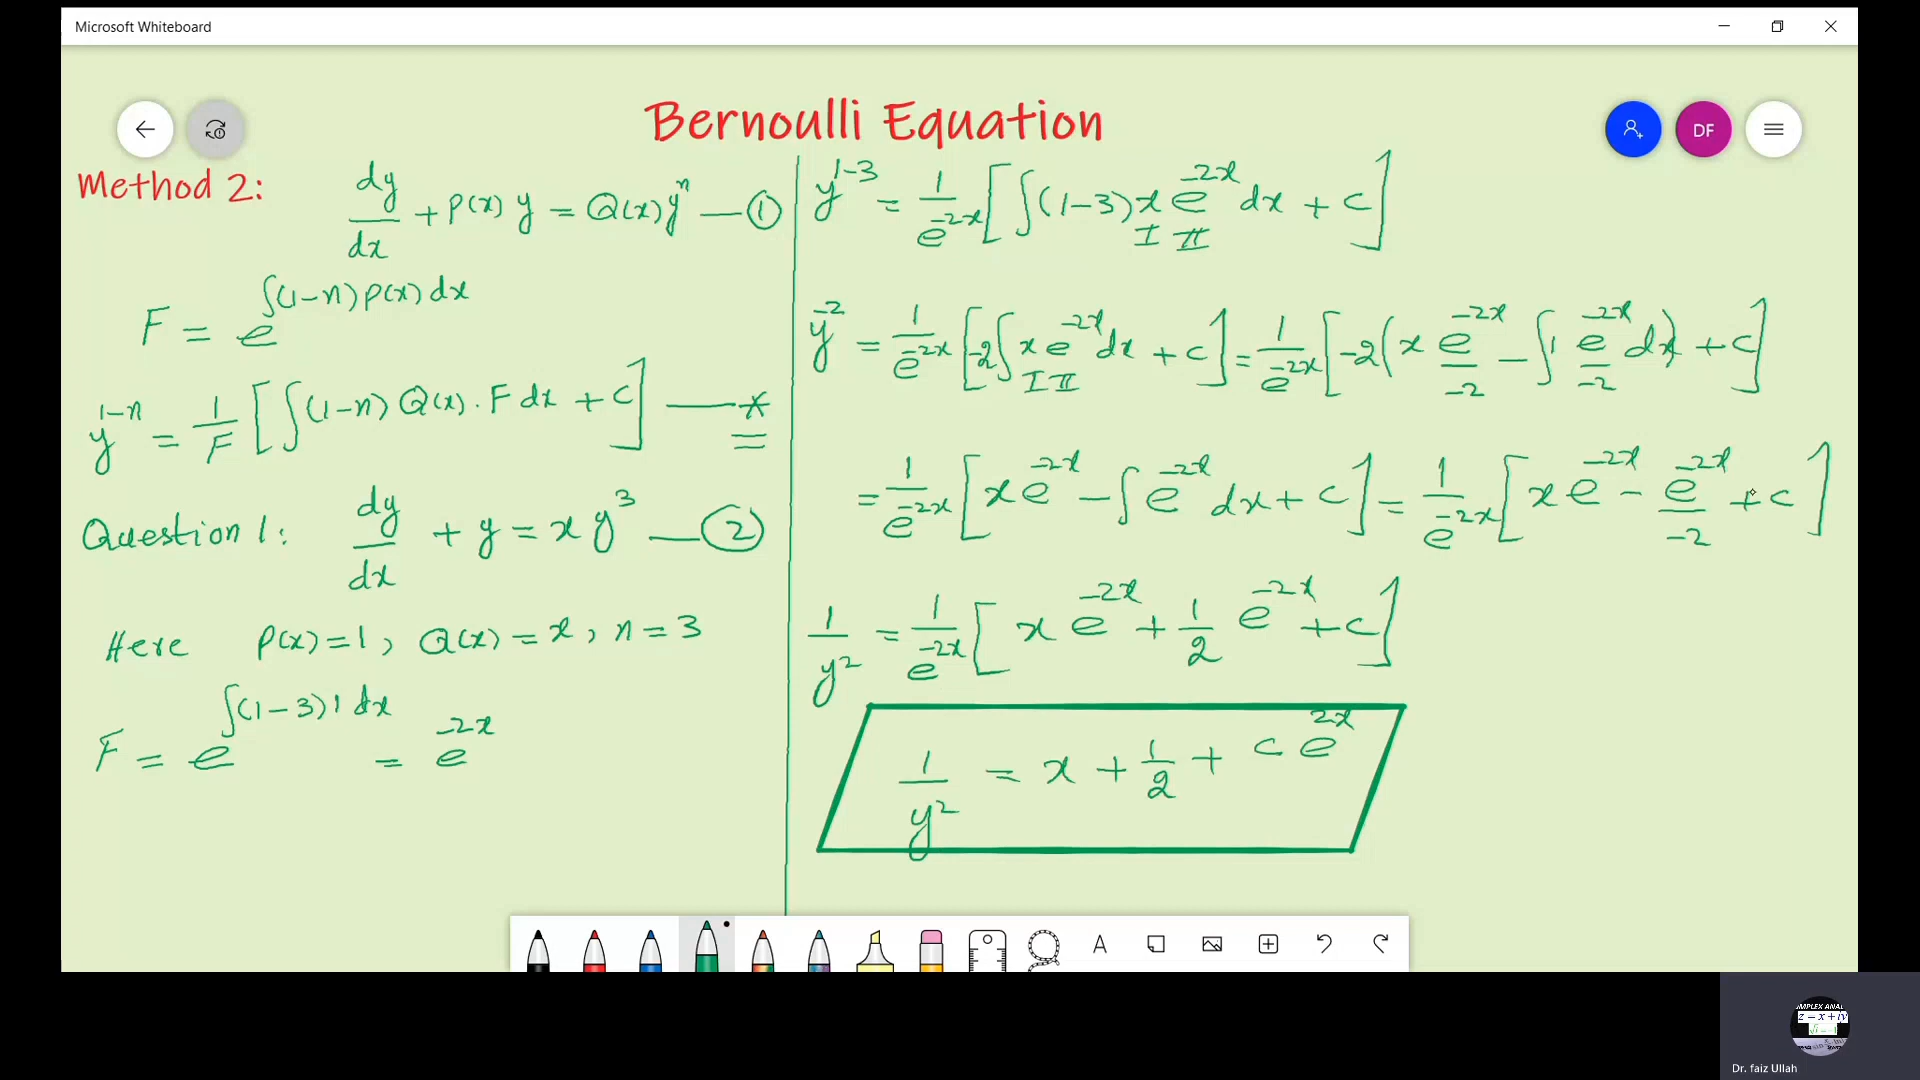 Microsoft Whiteboard
Bernoulli Equation
DF
Method 2:
dy/dx + P(x) y = Q(x) y^n — ①
F = e^{∫(1-n) P(x) dx}
y^{1-n} = 1/F [∫(1-n) Q(x) . F dx + C] — *
Question 1: dy/dx + y = x y^3 — ②
Here P(x) = 1, Q(x) = x, n = 3
F = e^{∫(1-3) 1 dx} = e^{-2x}
y^{1-3} = 1/e^{-2x} [∫(1-3) x e^{-2x} dx + C]
I II
y^{-2} = 1/e^{-2x} [-2∫ x e^{-2x} dx + C] = 1/e^{-2x} [-2(x e^{-2x}/-2 - ∫ 1 e^{-2x}/-2 dx) + C]
I II
= 1/e^{-2x} [x e^{-2x} - ∫ e^{-2x} dx + C] = 1/e^{-2x} [x e^{-2x} - e^{-2x}/-2 + C]
1/y^2 = 1/e^{-2x} [x e^{-2x} + 1/2 e^{-2x} + C]
1/y^2 = x + 1/2 + C e^{2x}
A
z = x + iy
Dr. faiz Ullah